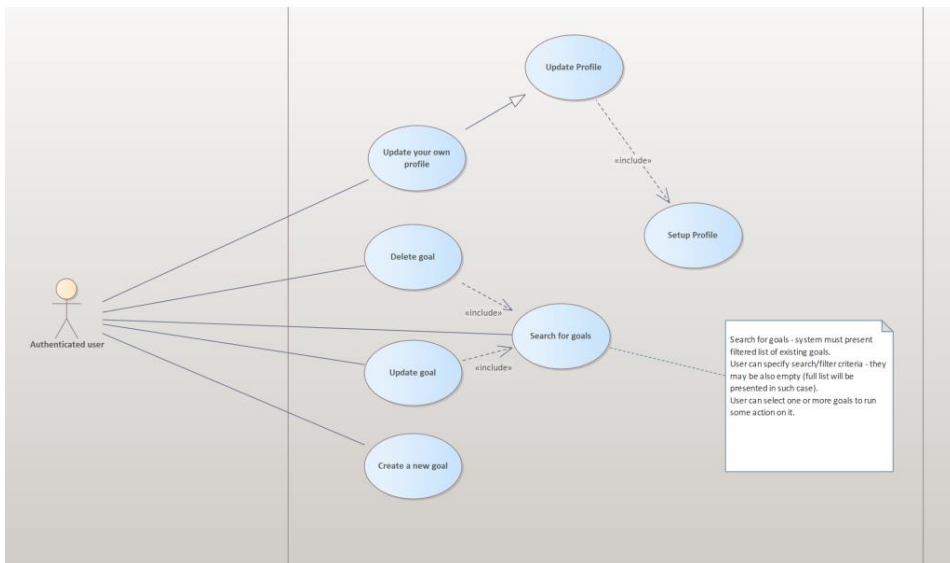 Update Profile
Update your own
profile
«include»
Setup Profile
Delete goal
«include»
Search for goals
Authenticated user
Update goal
«include»
Create a new goal
Search for goals - system must present
filtered list of existing goals.
User can specify search/filter criteria - they
may be also empty (full list will be
presented in such case).
User can select one or more goals to run
some action on it.